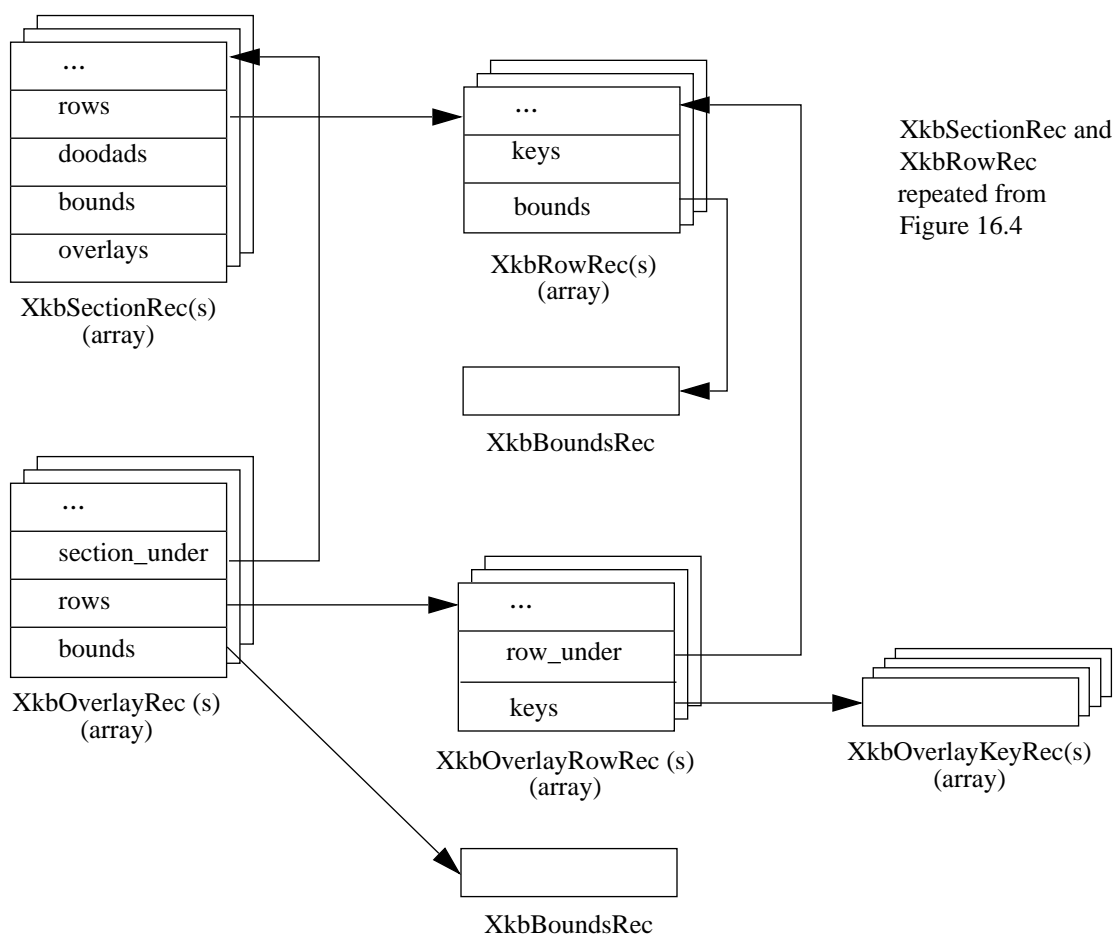 ...
rows
doodads
bounds
overlays
XkbSectionRec(s)
(array)
...
keys
bounds
XkbRowRec(s)
(array)
XkbSectionRec and
XkbRowRec
repeated from
Figure 16.4
XkbBoundsRec
...
section_under
rows
bounds
XkbOverlayRec (s)
(array)
...
row_under
keys
XkbOverlayRowRec (s)
(array)
XkbOverlayKeyRec(s)
(array)
XkbBoundsRec